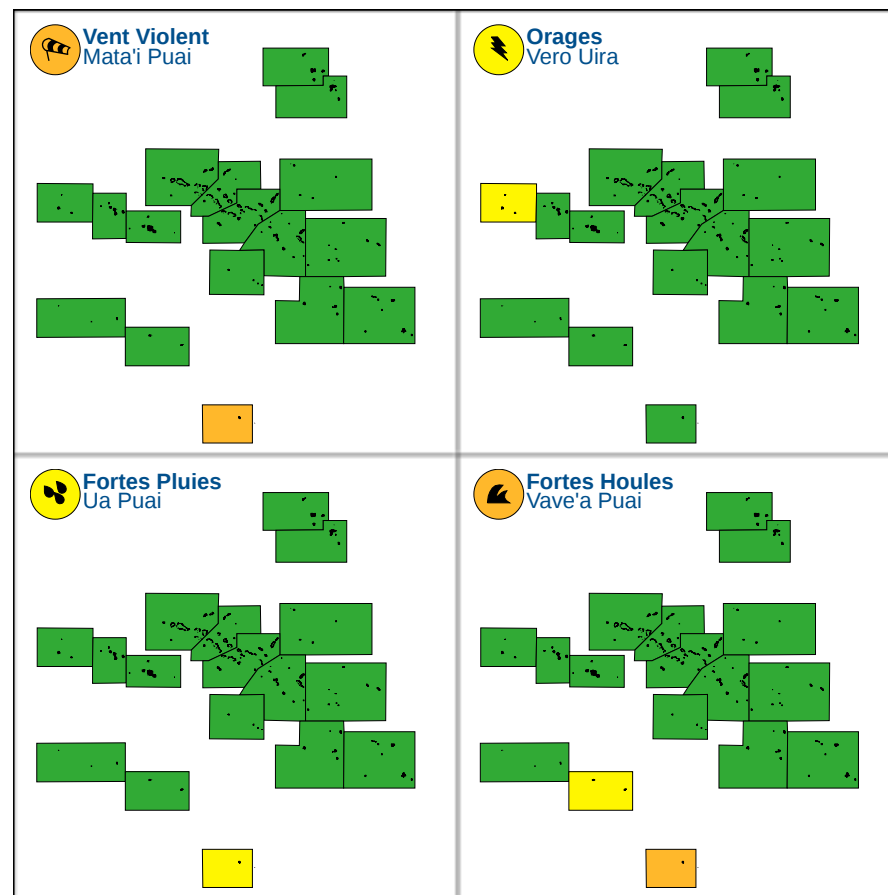 Vent Violent
Mata'i Puai
Orages
Vero Uira
Fortes Pluies
Ua Puai
Fortes Houles
Vave'a Puai